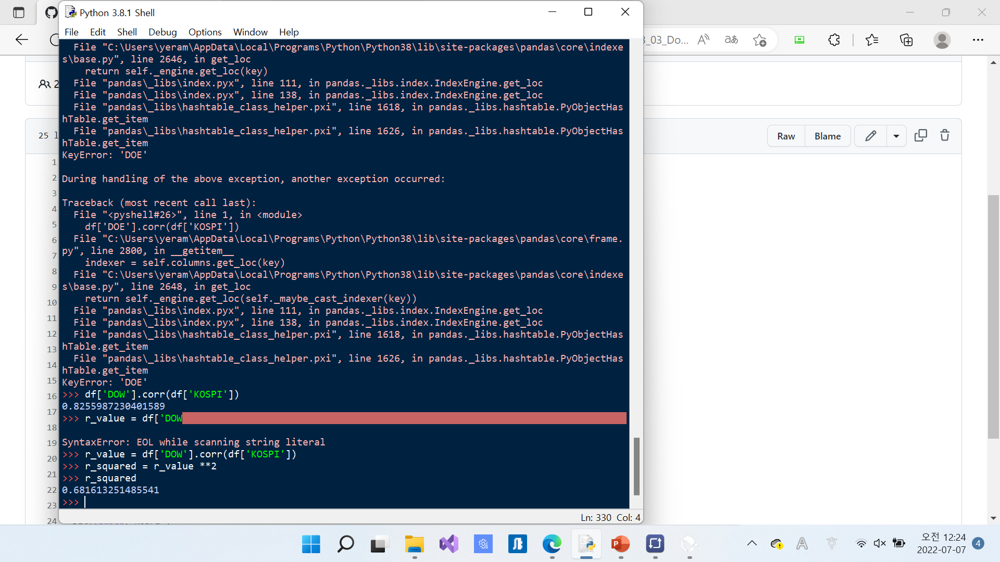 Python 3.8.1 Shell
File Edit Shell Debug Options Window Help
3_03_Do...
File "C:\Users\yeram\AppData\Local\Programs\Python\Python38\lib\site-packages\pandas\core\indexe
s\base.py", line 2646, in get_loc
return self._engine.get_loc(key)
File "pandas\_libs\index.pyx", line 111, in pandas._libs.index.IndexEngine.get_loc
File "pandas\_libs\index.pyx", line 138, in pandas._libs.index.IndexEngine.get_loc
File "pandas\_libs\hashtable_class_helper.pxi", line 1618, in pandas._libs.hashtable.PyObjectHas
hTable.get_item
File "pandas\_libs\hashtable_class_helper.pxi", line 1626, in pandas._libs.hashtable.PyObjectHas
hTable.get_item
KeyError: 'DOE'
During handling of the above exception, another exception occurred:
Traceback (most recent call last):
File "<pyshell#26>", line 1, in <module>
df['DOE'].corr(df['KOSPI'])
File "C:\Users\yeram\AppData\Local\Programs\Python\Python38\lib\site-packages\pandas\core\frame.
py", line 2800, in __getitem__
indexer = self.columns.get_loc(key)
File "C:\Users\yeram\AppData\Local\Programs\Python\Python38\lib\site-packages\pandas\core\indexe
s\base.py", line 2648, in get_loc
return self._engine.get_loc(self._maybe_cast_indexer(key))
File "pandas\_libs\index.pyx", line 111, in pandas._libs.index.IndexEngine.get_loc
File "pandas\_libs\index.pyx", line 138, in pandas._libs.index.IndexEngine.get_loc
File "pandas\_libs\hashtable_class_helper.pxi", line 1618, in pandas._libs.hashtable.PyObjectHas
hTable.get_item
File "pandas\_libs\hashtable_class_helper.pxi", line 1626, in pandas._libs.hashtable.PyObjectHas
hTable.get_item
KeyError: 'DOE'
>>> df['DOW'].corr(df['KOSPI'])
0.8255987230401589
>>> r_value = df['DOW
SyntaxError: EOL while scanning string literal
>>> r_value = df['DOW'].corr(df['KOSPI'])
>>> r_squared = r_value **2
>>> r_squared
0.681613251485541
>>>
Ln: 330 Col: 4
2
25 l
1
2
3
4
5
6
7
8
9
10
11
12
13
14
15
16
17
18
19
20
21
22
23
24
Raw Blame
오전 12:24
2022-07-07
4